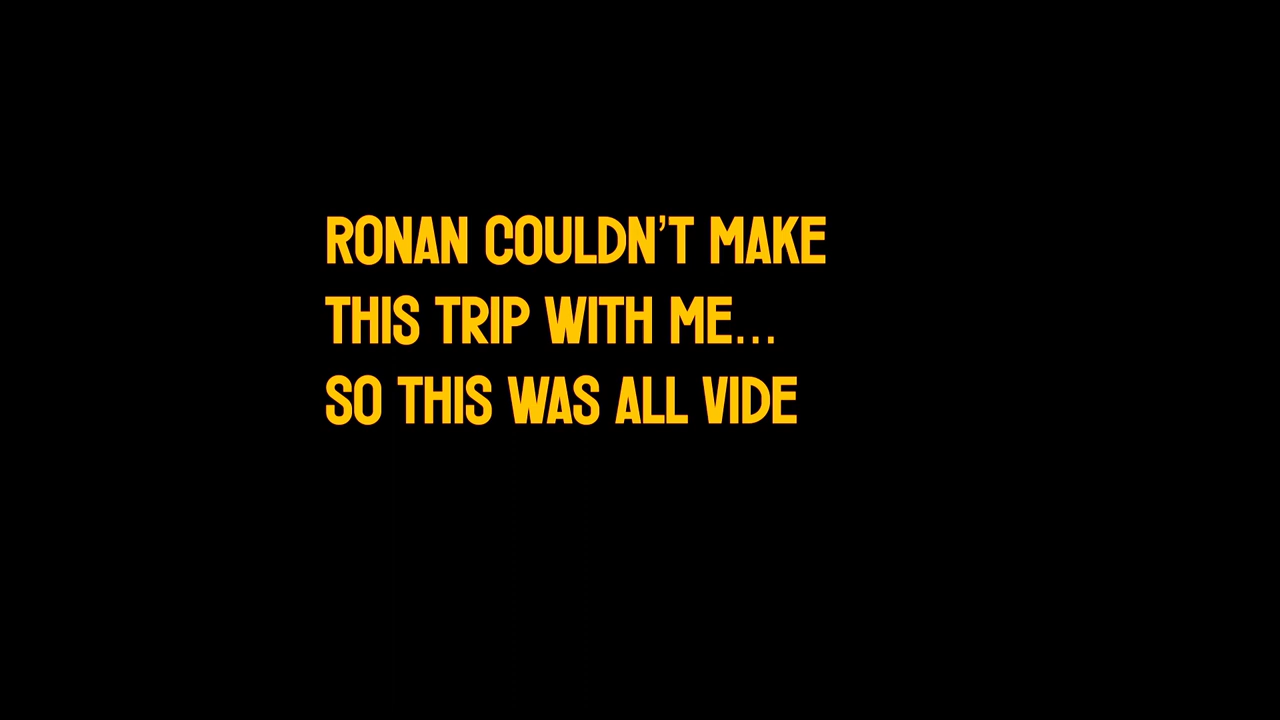 RONAN COULDN’T MAKE
THIS TRIP WITH ME...
SO THIS WAS ALL VIDE